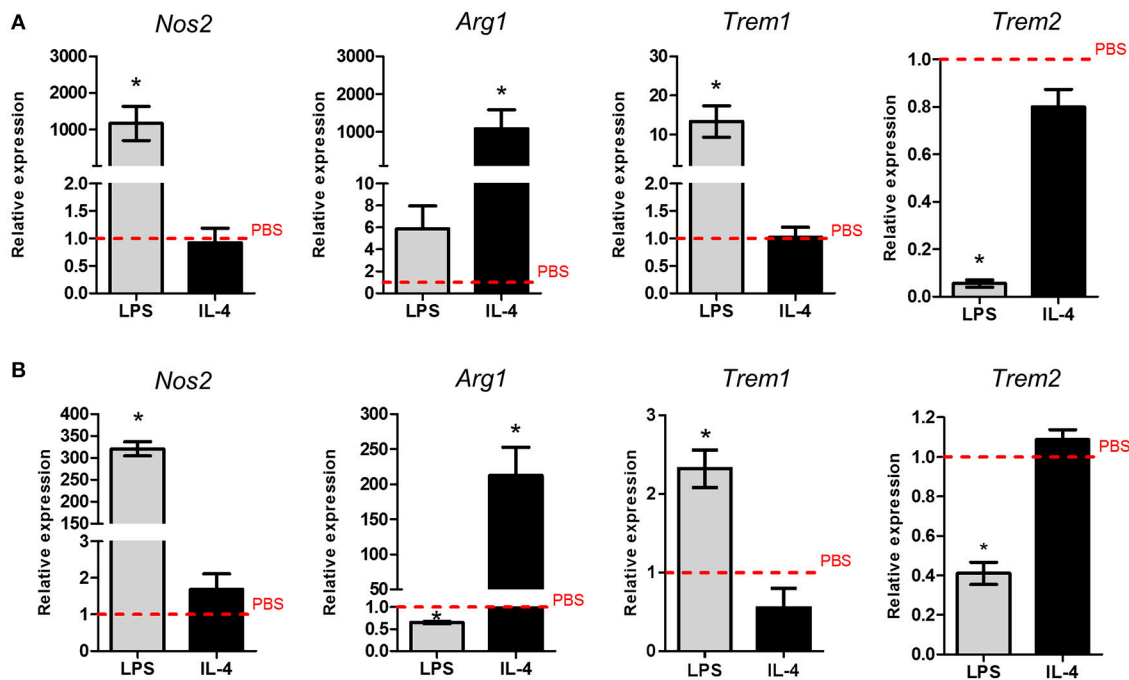 A
Nos2
Arg1
Trem1
Trem2
Relative expression
3000
2000
1000
2.0
1.5
1.0
0.5
0.0
*
PBS
LPS
IL-4
Relative expression
3000
2000
1000
10
8
6
4
2
0
*
PBS
LPS
IL-4
Relative expression
30
20
10
2.0
1.5
1.0
0.5
0.0
*
PBS
LPS
IL-4
Relative expression
1.0
0.8
0.6
0.4
0.2
0.0
*
PBS
LPS
IL-4
B
Nos2
Arg1
Trem1
Trem2
Relative expression
400
350
300
250
200
150
3
2
1
0
*
PBS
LPS
IL-4
Relative expression
300
250
200
150
100
50
1.0
0.5
0.0
*
*
PBS
LPS
IL-4
Relative expression
3
2
1
0
*
PBS
LPS
IL-4
Relative expression
1.2
1.0
0.8
0.6
0.4
0.2
0.0
*
PBS
LPS
IL-4